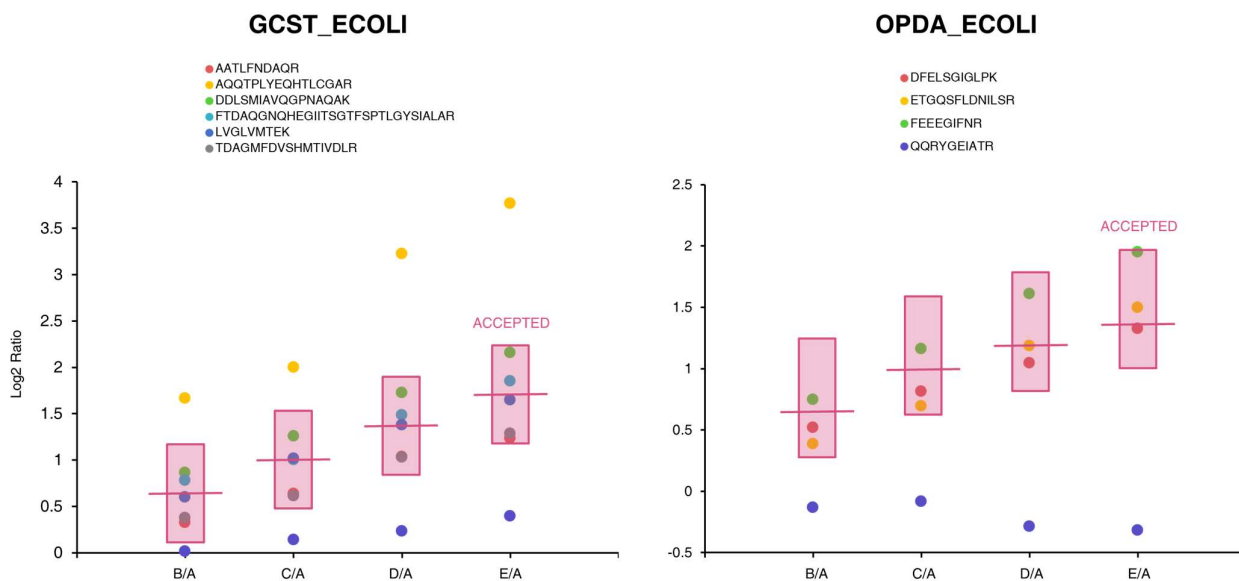 GCST_ECOLI
AATLFNDAQR
AQQTPLYEQHTLCGAR
DDLSMIAVQGPNAQAK
FTDAQGNQHEGIITSGTFSPTLGYSIALAR
LVGLVMTEK
TDAGMFDVSHMTIVDLR
4
3.5
3
2.5
2
1.5
1
0.5
0
Log2 Ratio
ACCEPTED
B/A
C/A
D/A
E/A
OPDA_ECOLI
DFELSGIGLPK
ETGQSFLDNILSR
FEEEGIFNR
QQRYGEIATR
2.5
2
1.5
1
0.5
0
-0.5
ACCEPTED
B/A
C/A
D/A
E/A